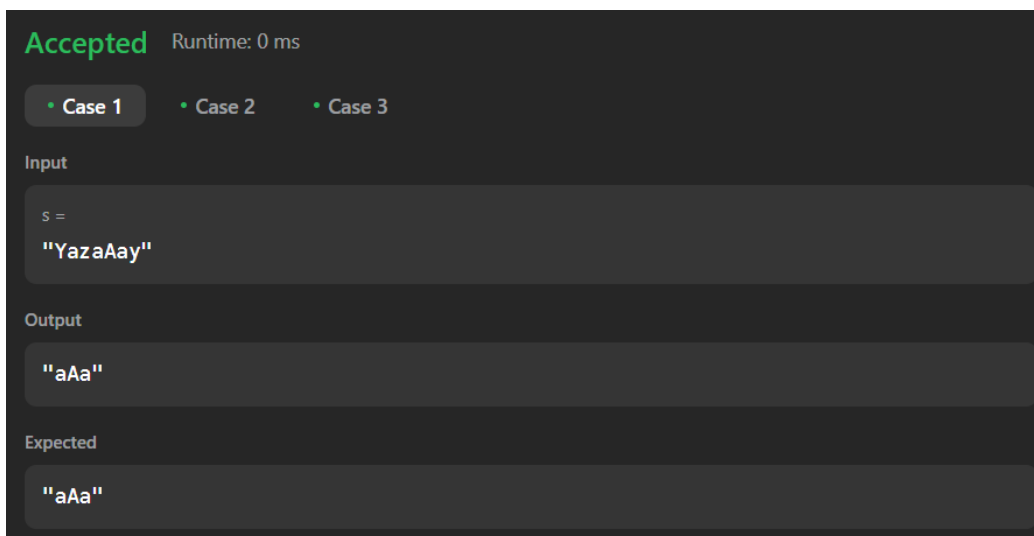 Accepted Runtime: 0 ms
• Case 1 • Case 2 • Case 3
Input
s =
"YazaAay"
Output
"aAa"
Expected
"aAa"